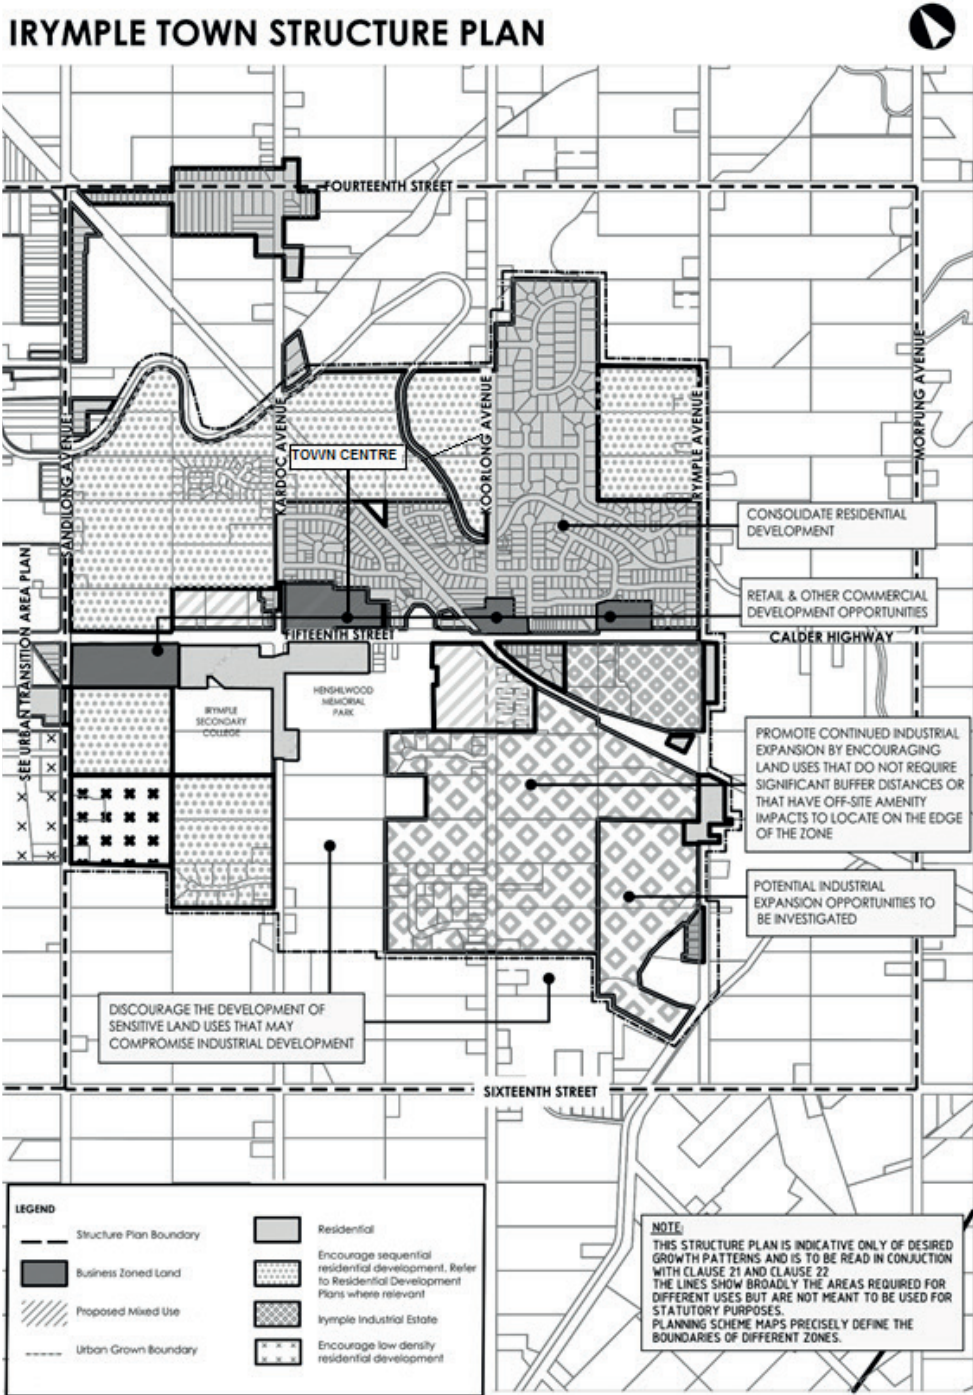 IRYMPLE TOWN STRUCTURE PLAN
FOURTEENTH STREET
MORPUNG AVENUE
KOORLONG AVENUE
KARDOC AVENUE
IRYMPLE AVENUE
SANDILONG AVENUE
TOWN CENTRE
CONSOLIDATE RESIDENTIAL
DEVELOPMENT
RETAIL & OTHER COMMERCIAL
DEVELOPMENT OPPORTUNITIES
FIFTEENTH STREET
CALDER HIGHWAY
SEE URBAN TRANSITION AREA PLAN
IRYMPLE
SECONDARY
COLLEGE
HENSHILWOOD
MEMORIAL
PARK
PROMOTE CONTINUED INDUSTRIAL
EXPANSION BY ENCOURAGING
LAND USES THAT DO NOT REQUIRE
SIGNIFICANT BUFFER DISTANCES OR
THAT HAVE OFF-SITE AMENITY
IMPACTS TO LOCATE ON THE EDGE
OF THE ZONE
POTENTIAL INDUSTRIAL
EXPANSION OPPORTUNITIES TO
BE INVESTIGATED
DISCOURAGE THE DEVELOPMENT OF
SENSITIVE LAND USES THAT MAY
COMPROMISE INDUSTRIAL DEVELOPMENT
SIXTEENTH STREET
LEGEND
Structure Plan Boundary
Business Zoned Land
Proposed Mixed Use
Urban Grown Boundary
Residential
Encourage sequential
residential development. Refer
to Residential Development
Plans where relevant
Irymple Industrial Estate
Encourage low density
residential development
NOTE:
THIS STRUCTURE PLAN IS INDICATIVE ONLY OF DESIRED
GROWTH PATTERNS AND IS TO BE READ IN CONJUCTION
WITH CLAUSE 21 AND CLAUSE 22
THE LINES SHOW BROADLY THE AREAS REQUIRED FOR
DIFFERENT USES BUT ARE NOT MEANT TO BE USED FOR
STATUTORY PURPOSES.
PLANNING SCHEME MAPS PRECISELY DEFINE THE
BOUNDARIES OF DIFFERENT ZONES.